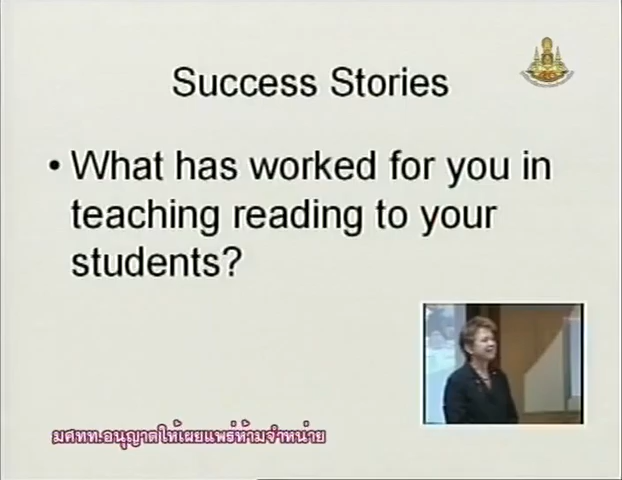 Success Stories
• What has worked for you in
teaching reading to your
students?
มศทท.อนุญาตให้เผยแพร่ห้ามจำหน่าย